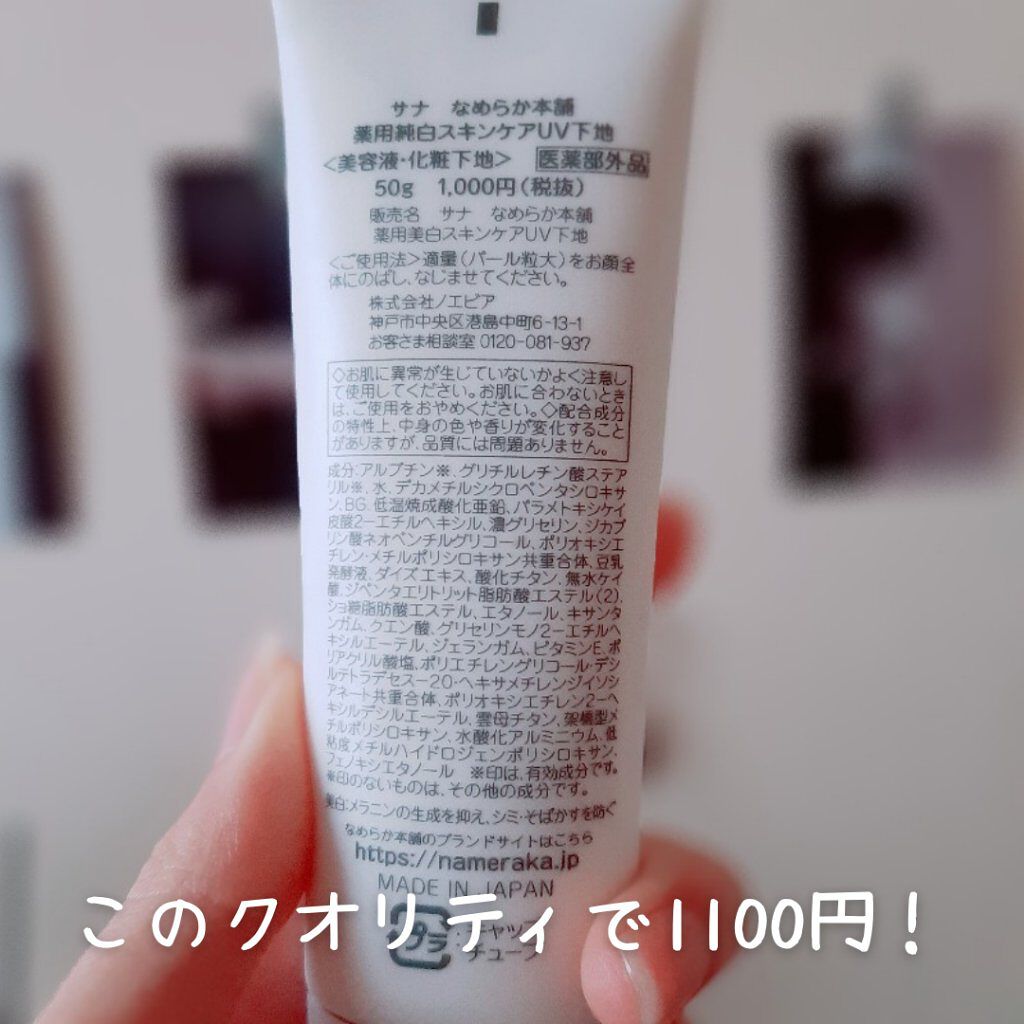 サナ なめらか本舗
薬用純白スキンケアUV下地
<美容液・化粧下地> 医薬部外品
50g 1,000円(税抜)
販売名 サナ なめらか本舗
薬用美白スキンケアUV下地
<ご使用法>適量(パール粒大)をお顔全
体にのばし、なじませてください。
株式会社ノエビア
神戸市中央区港島中町6-13-1
お客さま相談室 0120-081-937
◇お肌に異常が生じていないかよく注意し
て使用してください。お肌に合わないとき
は、ご使用をおやめください。◇配合成分
の特性上、中身の色や香りが変化すること
がありますが、品質には問題ありません。
成分:アルブチン※、グリチルレチン酸ステア
リル※、水、デカメチルシクロペンタシロキサ
ン、BG、低温焼成酸化亜鉛、パラメトキシケイ
皮酸2-エチルヘキシル、濃グリセリン、ジカプ
リン酸ネオペンチルグリコール、ポリオキシエ
チレン・メチルポリシロキサン共重合体、豆乳
発酵液、ダイズエキス、酸化チタン、無水ケイ
酸、ジペンタエリトリット脂肪酸エステル(2)、
ショ糖脂肪酸エステル、エタノール、キサンタ
ンガム、クエン酸、グリセリンモノ2-エチルヘ
キシルエーテル、ジェランガム、ビタミンE、ポ
リアクリル酸塩、ポリエチレングリコール・デシ
ルテトラデセス-20・ヘキサメチレンジイソシ
アネート共重合体、ポリオキシエチレン2-ヘ
キシルデシルエーテル、雲母チタン、架橋型メ
チルポリシロキサン、水酸化アルミニウム、低
粘度メチルハイドロジェンポリシロキサン、
フェノキシエタノール ※印は、有効成分です。
※印のないものは、その他の成分です。
美白:メラニンの生成を抑え、シミ・そばかすを防ぐ
なめらか本舗のブランドサイトはこちら
https://nameraka.jp
MADE IN JAPAN
このクオリティで1100円!
プラ キャップ
チューブ